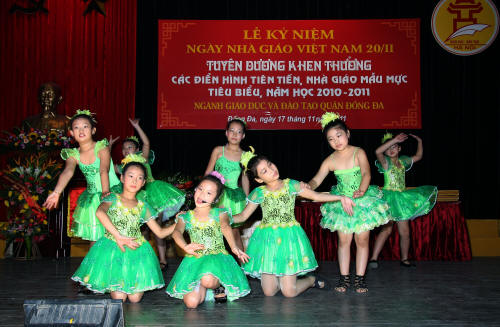 LỄ KỶ NIỆM
NGÀY NHÀ GIÁO VIỆT NAM 20/11
TUYÊN DƯƠNG KHEN THƯỞNG
CÁC ĐIỂN HÌNH TIÊN TIẾN, NHÀ GIÁO MẪU MỰC
TIÊU BIỂU, NĂM HỌC 2010-2011
NGÀNH GIÁO DỤC VÀ ĐÀO TẠO QUẬN ĐỐNG ĐA
Đống Đa, ngày 17 tháng 11 năm
HÀ NỘI